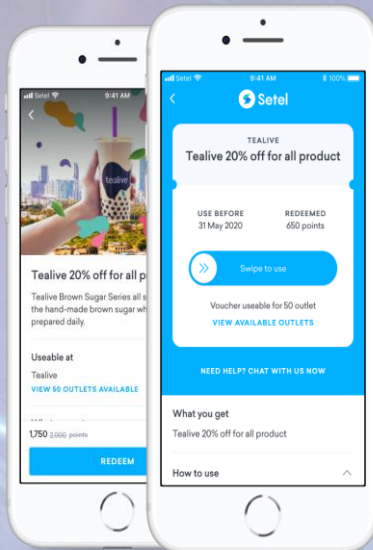 Setel
9:41 AM
tealive
Tealive 20% off for all p
Tealive Brown Sugar Series all s
the hand-made brown sugar wh
prepared daily.
Useable at
Tealive
VIEW 50 OUTLETS AVAILABLE
1,750 2,000 points
REDEEM
Setel
9:41 AM
100%
Setel
TEALIVE
Tealive 20% off for all product
USE BEFORE
REDEEMED
31 May 2020
650 points
Swipe to use
Voucher useable for 50 outlet
VIEW AVAILABLE OUTLETS
NEED HELP? CHAT WITH US NOW
What you get
Tealive 20% off for all product
How to use